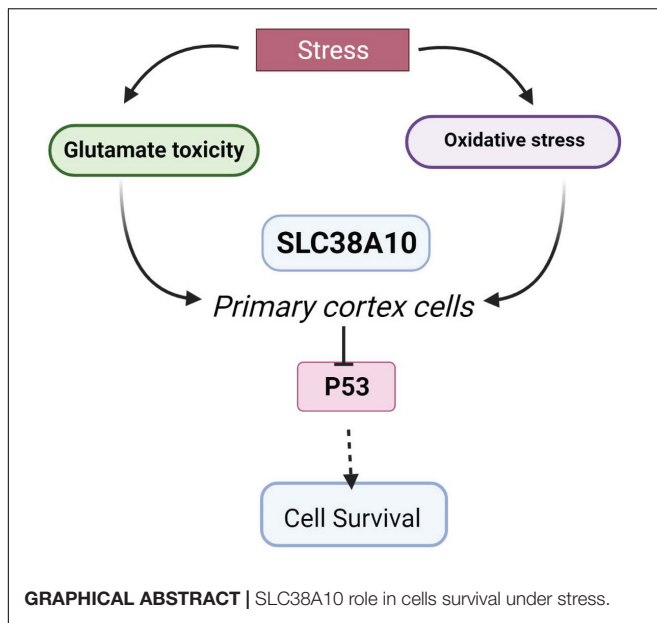 Stress
Glutamate toxicity
Oxidative stress
SLC38A10
Primary cortex cells
P53
Cell Survival
GRAPHICAL ABSTRACT | SLC38A10 role in cells survival under stress.